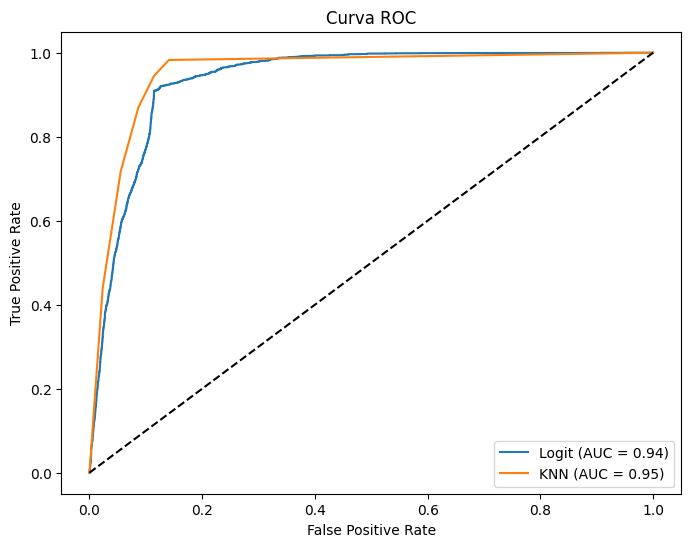 Curva ROC
True Positive Rate
1.0
0.8
0.6
0.4
0.2
0.0
0.0 0.2 0.4 0.6 0.8 1.0
False Positive Rate
Logit (AUC = 0.94)
KNN (AUC = 0.95)